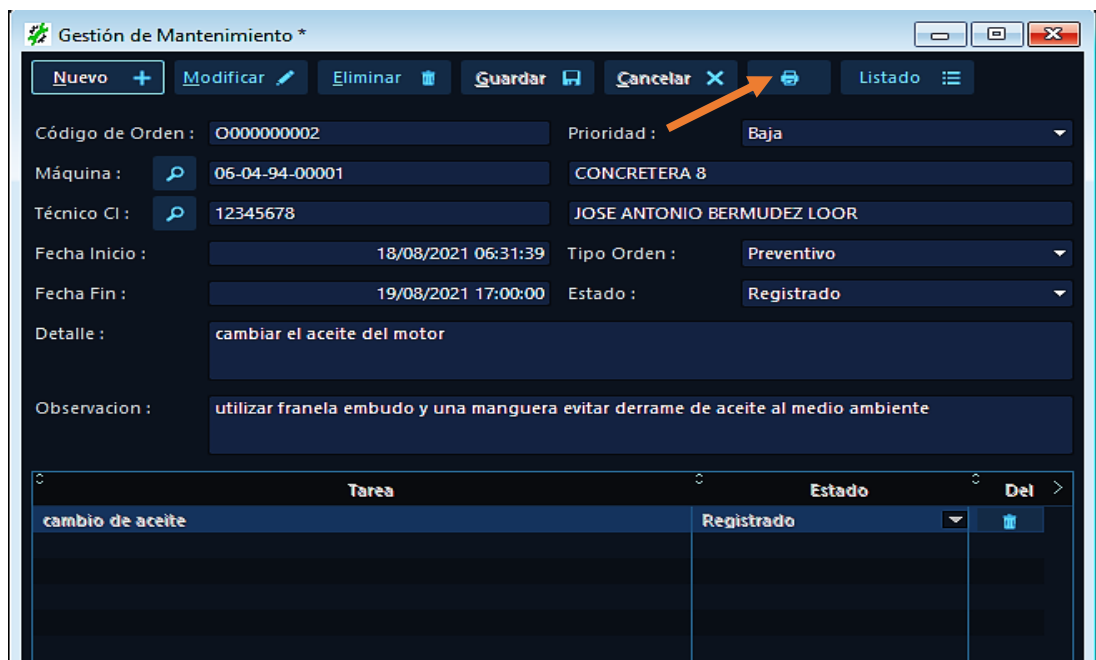 Gestión de Mantenimiento *
Nuevo + Modificar Eliminar Guardar Cancelar X Listado
Código de Orden : O000000002 Prioridad : Baja
Máquina : 06-04-94-00001 CONCRETERA 8
Técnico CI : 12345678 JOSE ANTONIO BERMUDEZ LOOR
Fecha Inicio : 18/08/2021 06:31:39 Tipo Orden : Preventivo
Fecha Fin : 19/08/2021 17:00:00 Estado : Registrado
Detalle : cambiar el aceite del motor
Observacion : utilizar franela embudo y una manguera evitar derrame de aceite al medio ambiente
Tarea Estado Del >
cambio de aceite Registrado